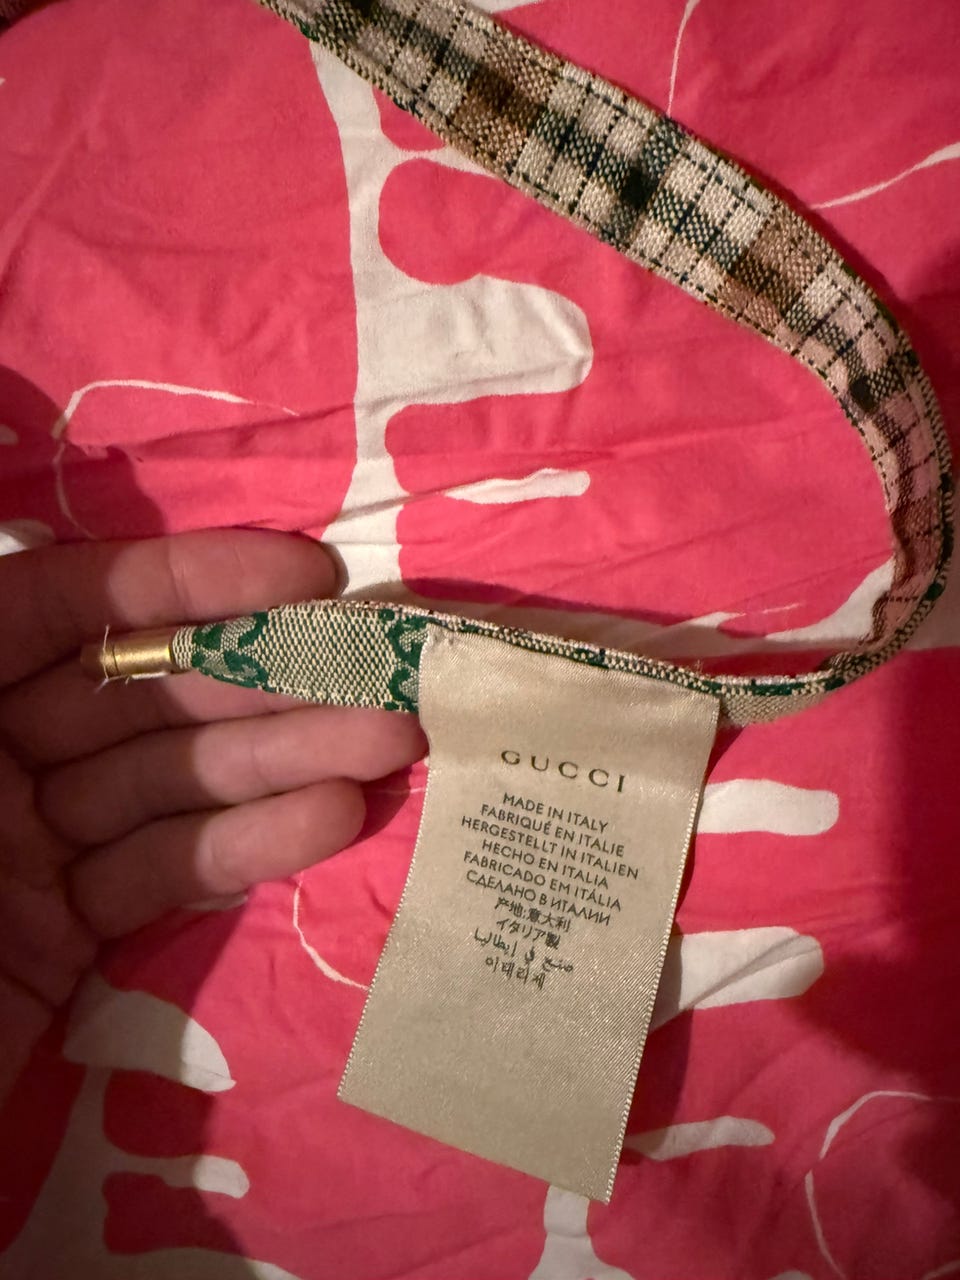 GUCCI
MADE IN ITALY
FABRIQUÉ EN ITALIE
HERGESTELLT IN ITALIEN
HECHO EN ITALIA
FABRICADO EM ITÁLIA
СДЕЛАНО В ИТАЛИИ
产地:意大利
イタリア製
صنع في إيطاليا
이태리제